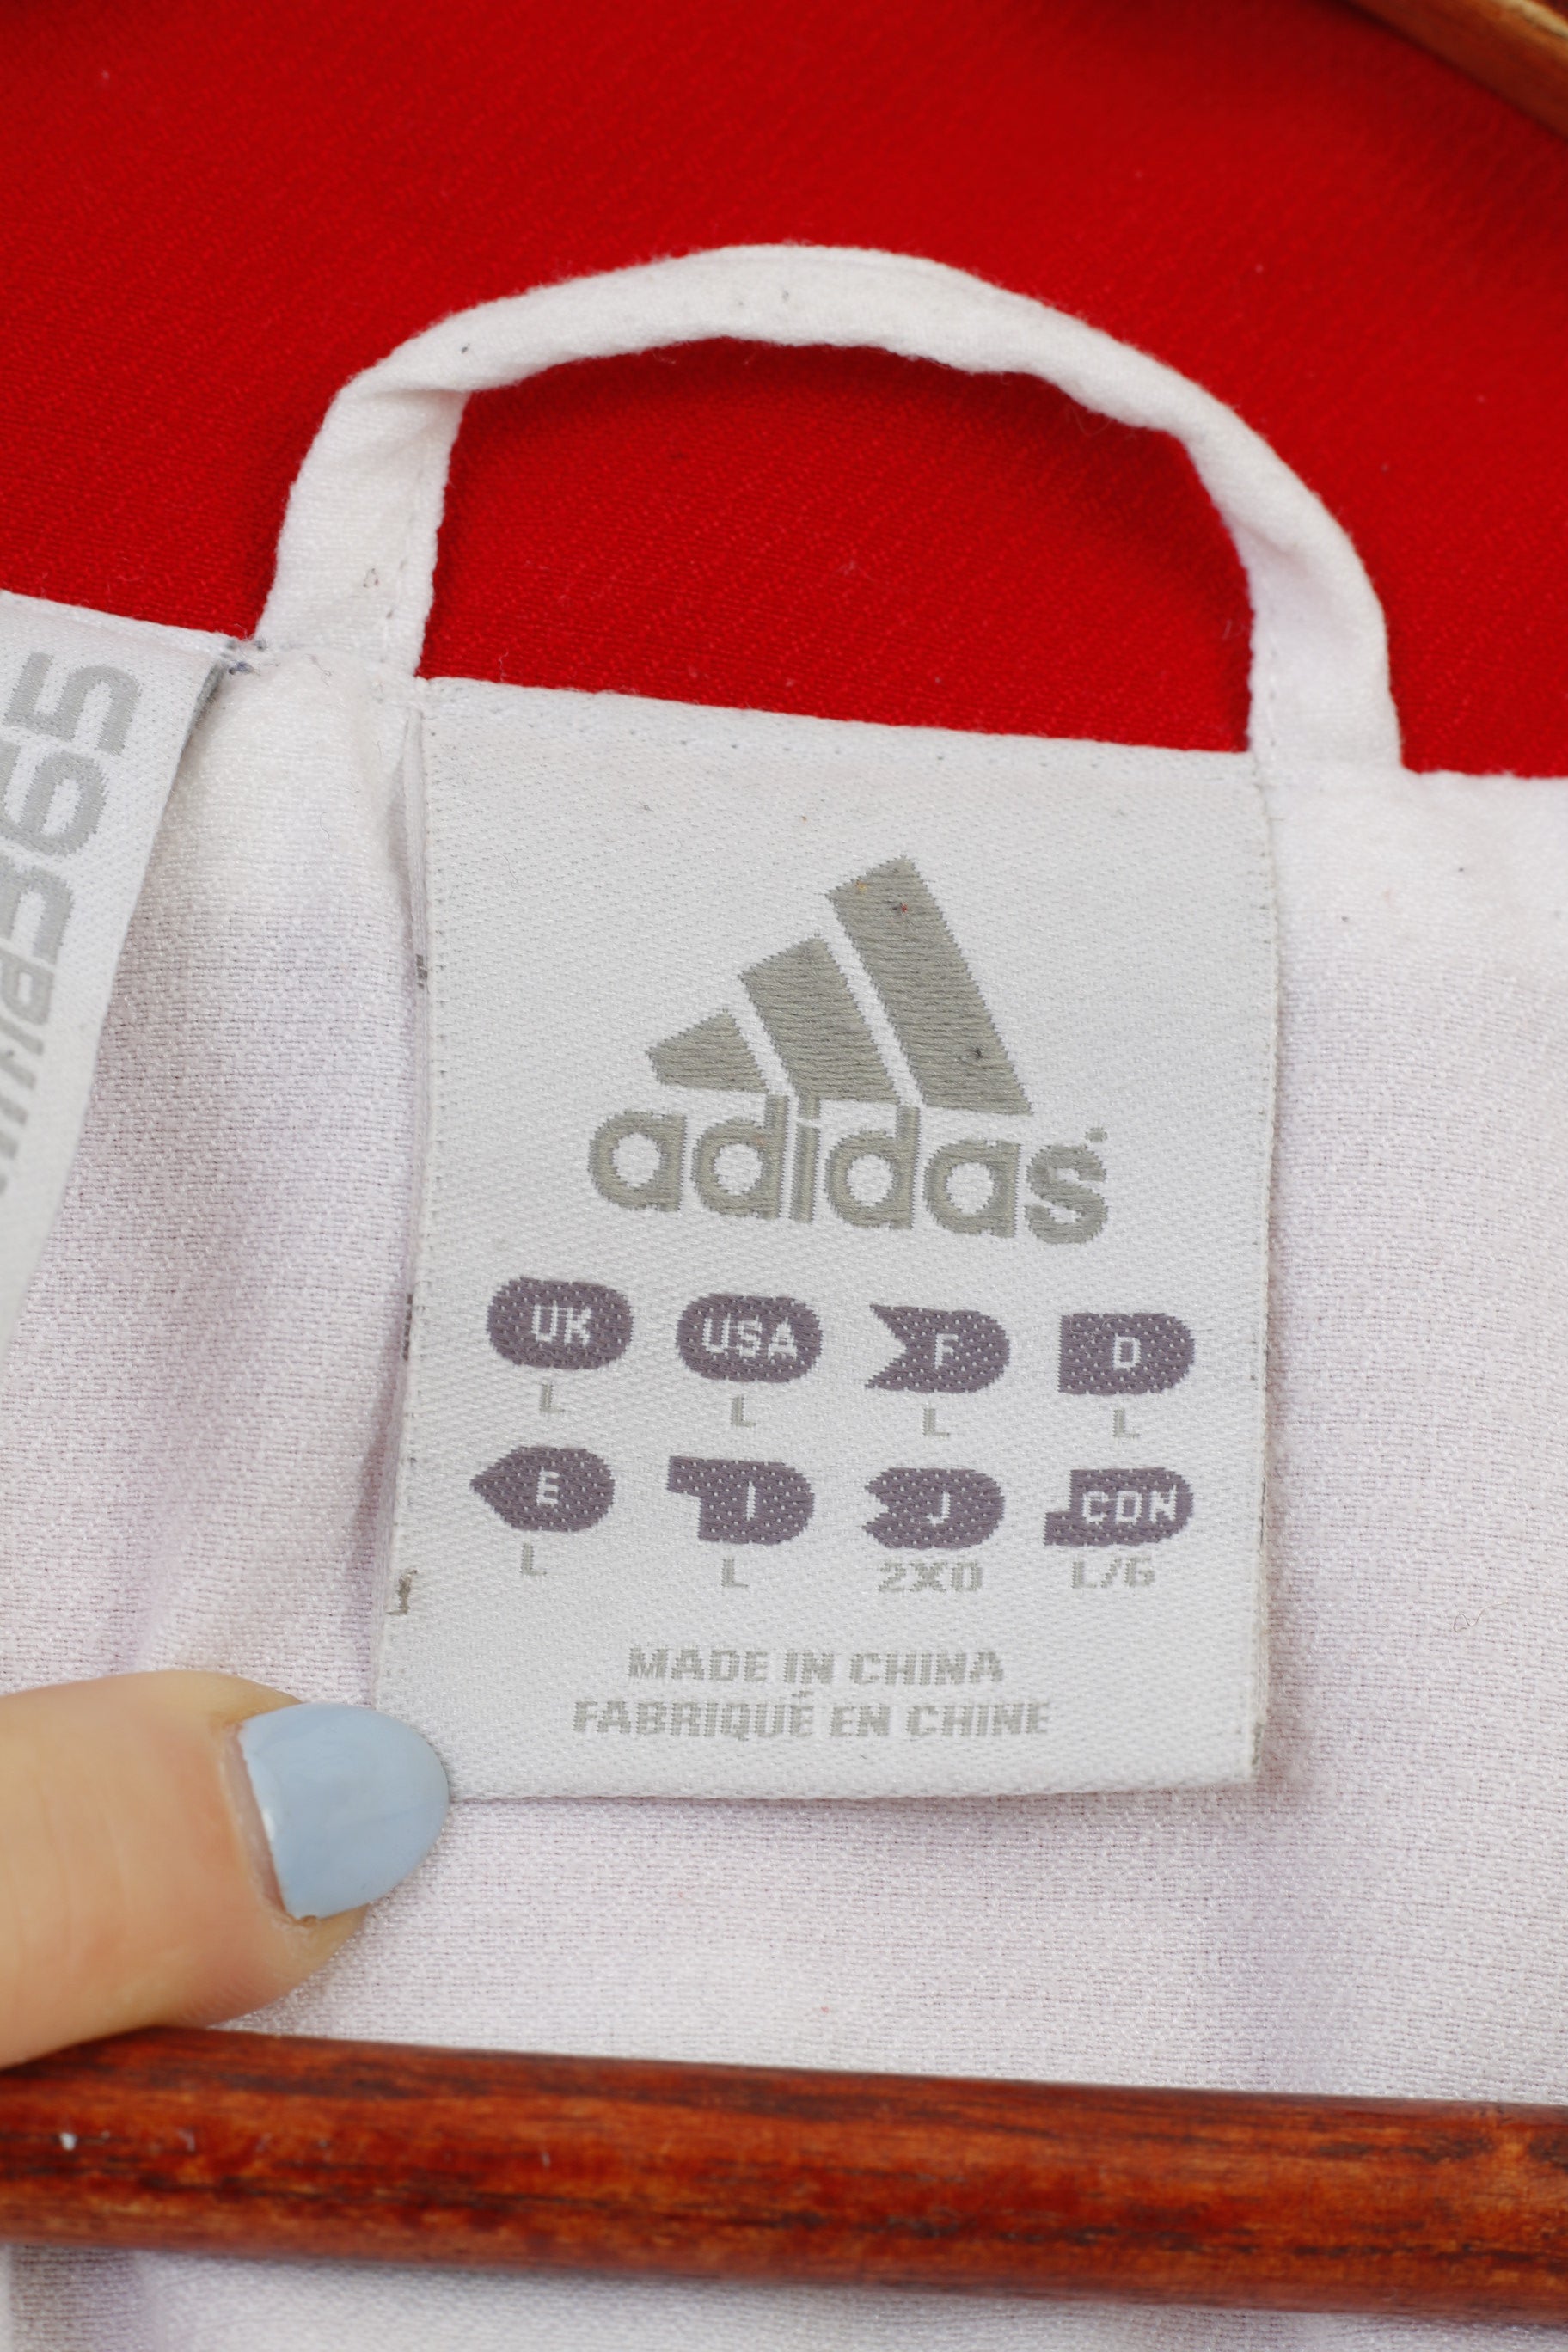 adidas
UK USA F D
L L L L
E I J CDN
L L 2XO L/G
MADE IN CHINA
FABRIQUÉ EN CHINE